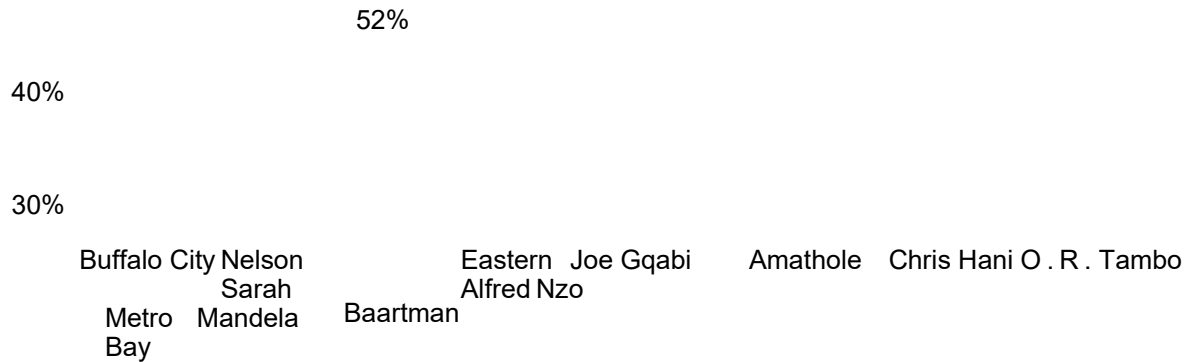 52%
40%
30%
Buffalo City Nelson Eastern Joe Gqabi Amathole Chris Hani O . R . Tambo
Sarah Alfred Nzo
Metro Mandela Baartman
Bay